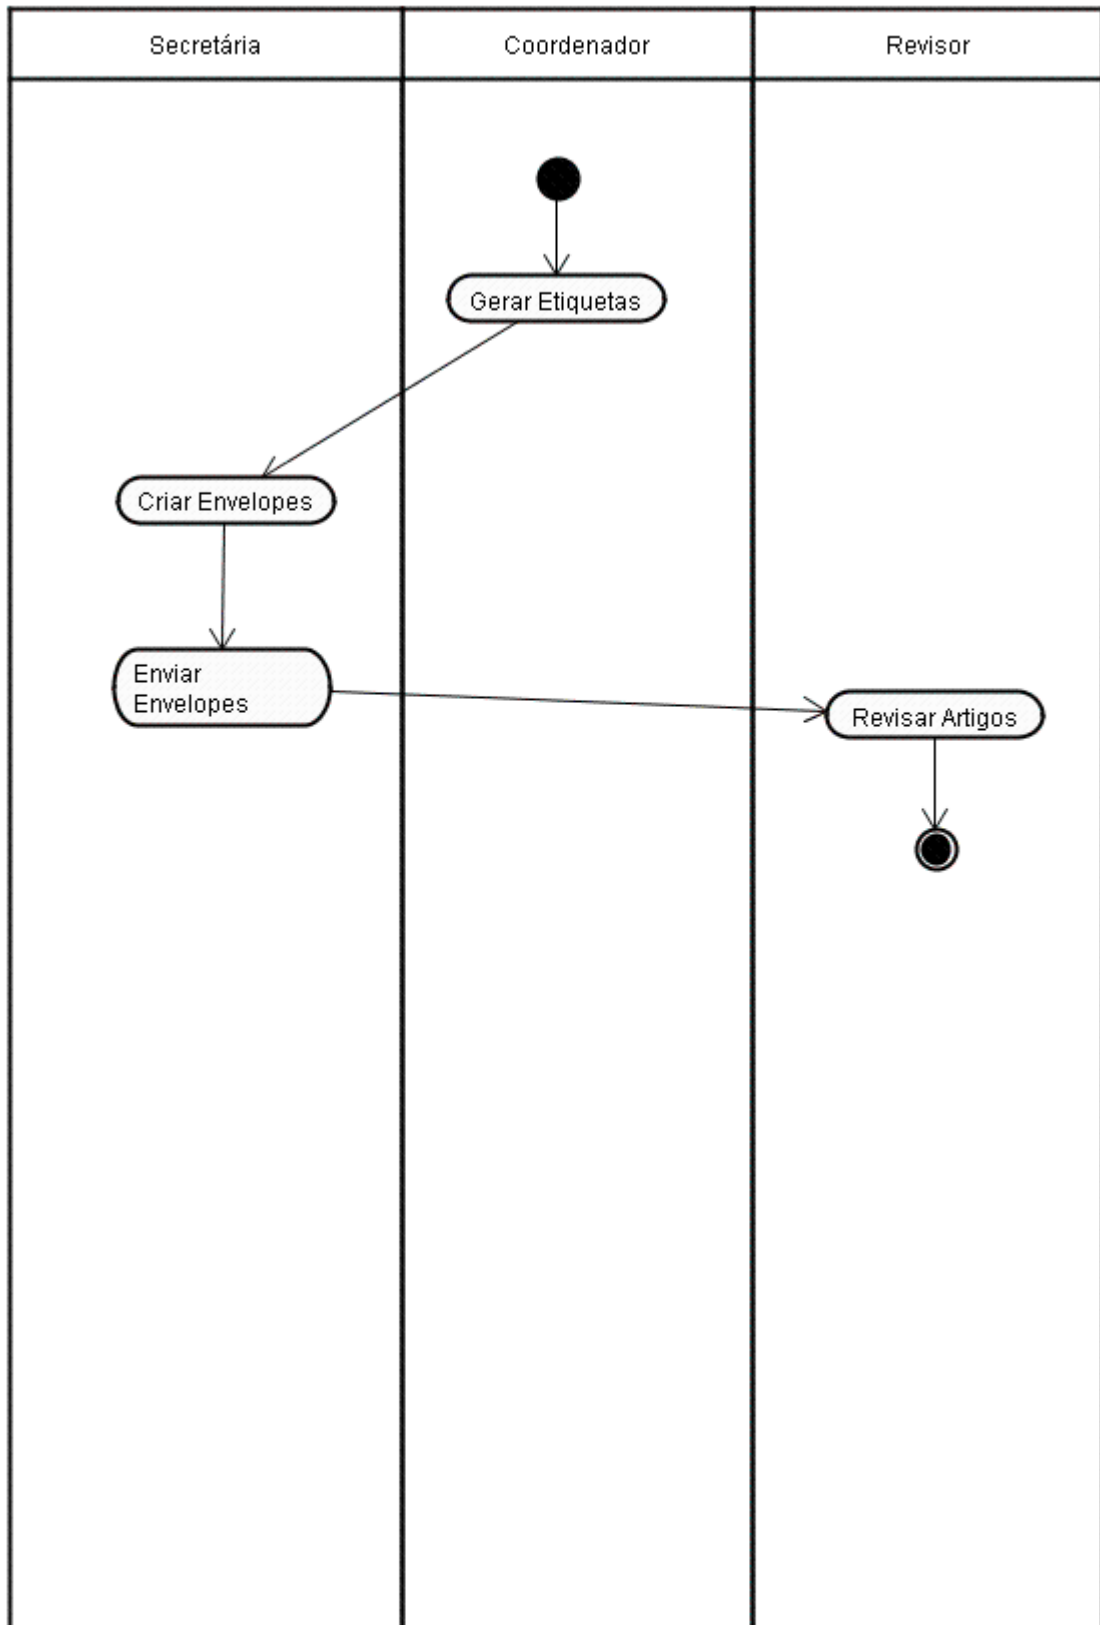 Secretária
Coordenador
Revisor
Gerar Etiquetas
Criar Envelopes
Enviar
Envelopes
Revisar Artigos